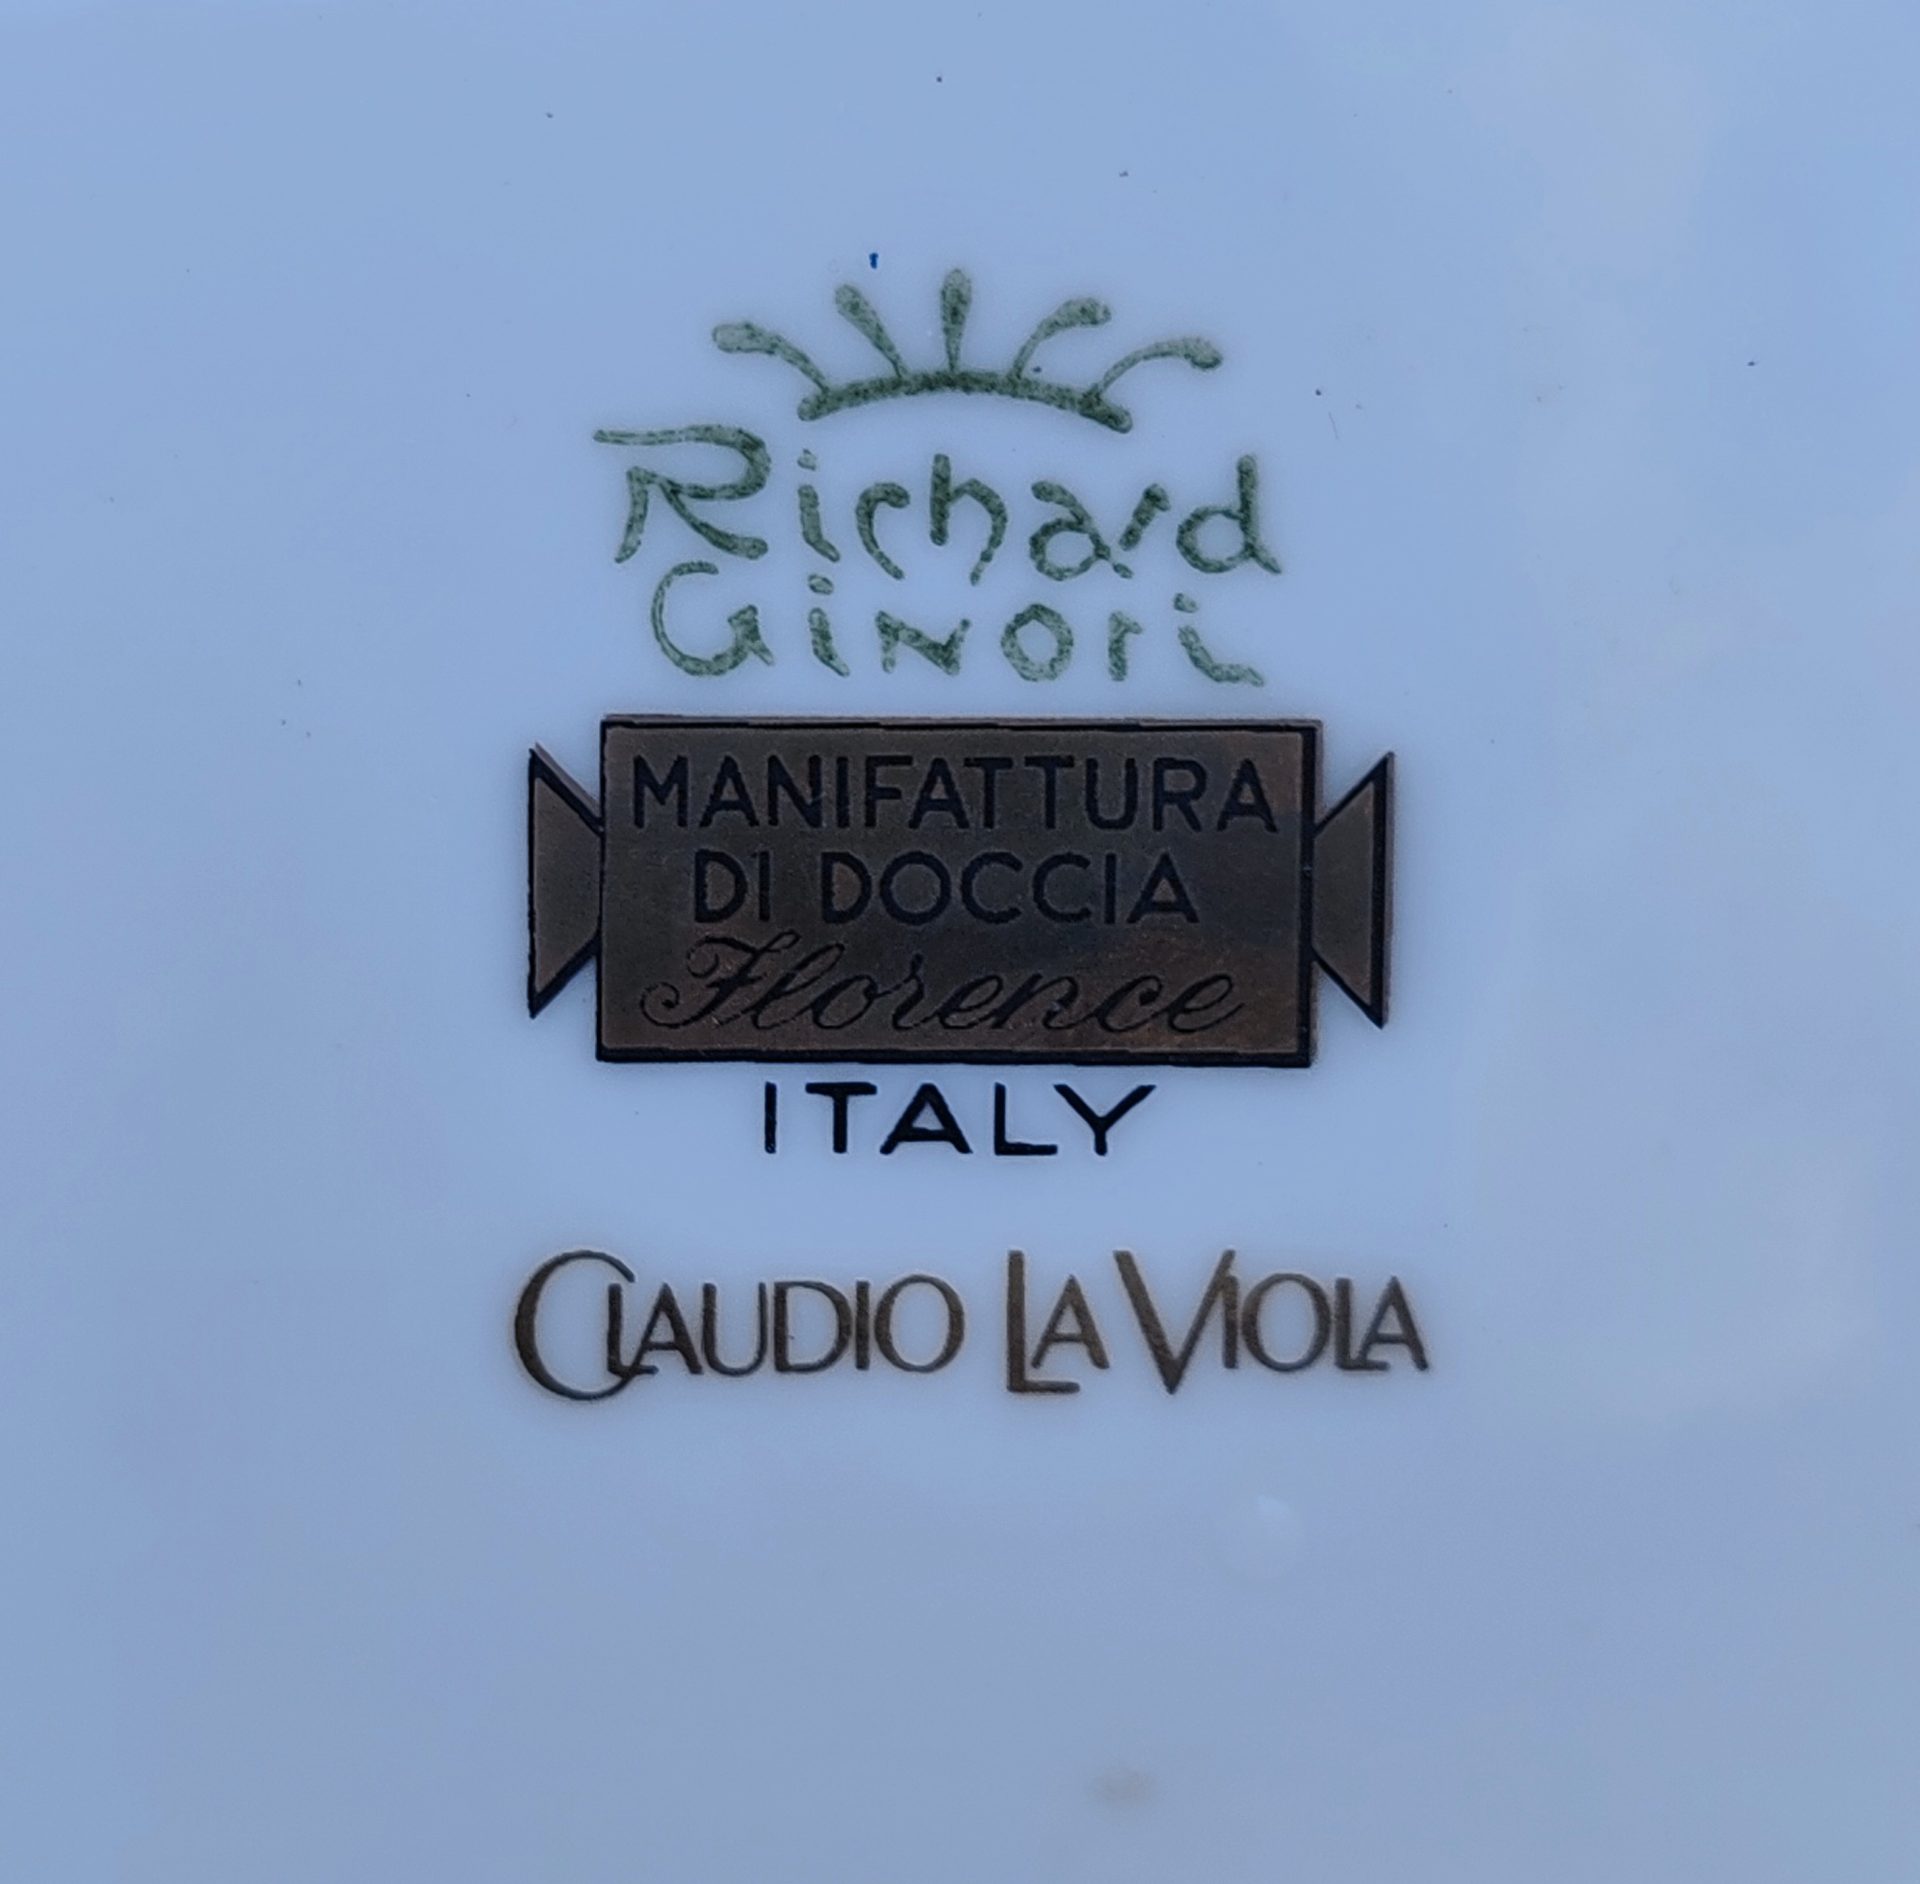 Richard
Ginori
MANIFATTURA
DI DOCCIA
Florence
ITALY
CLAUDIO LA VIOLA